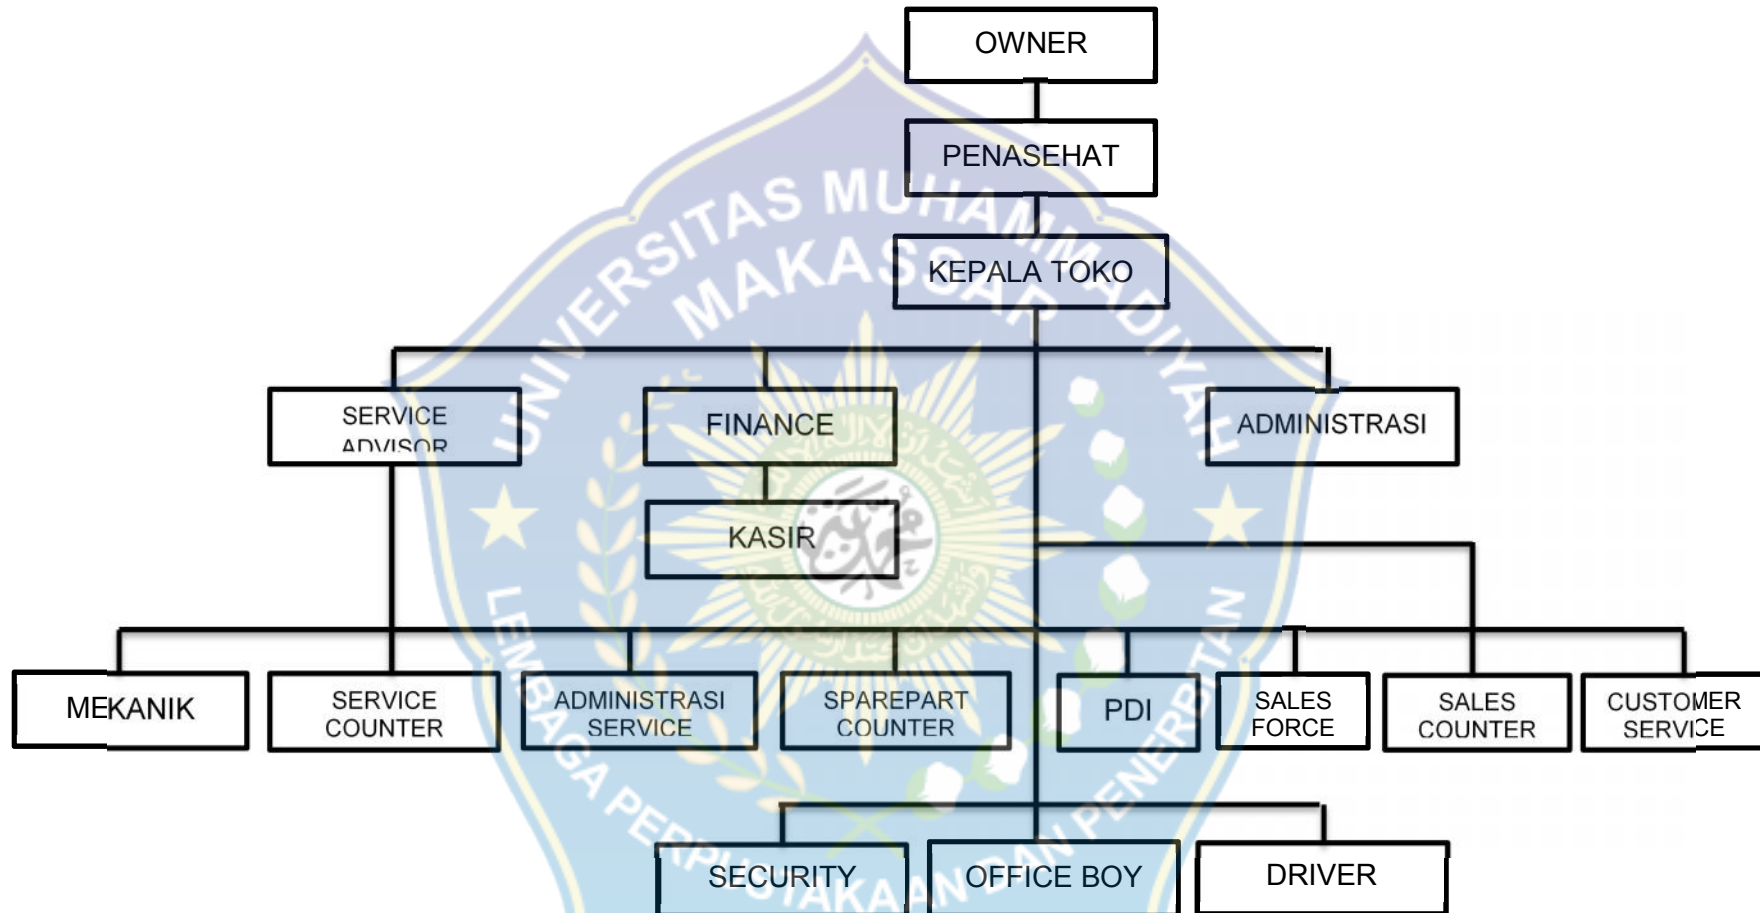 OWNER
PENASEHAT
UNIVERSITAS MUHAMMADIYAH
MAKASSAR
KEPALA TOKO
SERVICE
ADVISOR
FINANCE
ADMINISTRASI
KASIR
MEKANIK
SERVICE
COUNTER
ADMINISTRASI
SERVICE
SPAREPART
COUNTER
PDI
SALES
FORCE
SALES
COUNTER
CUSTOMER
SERVICE
SECURITY
OFFICE BOY
DRIVER
LEMBAGA PERPUSTAKAAN DAN PENERBITAN